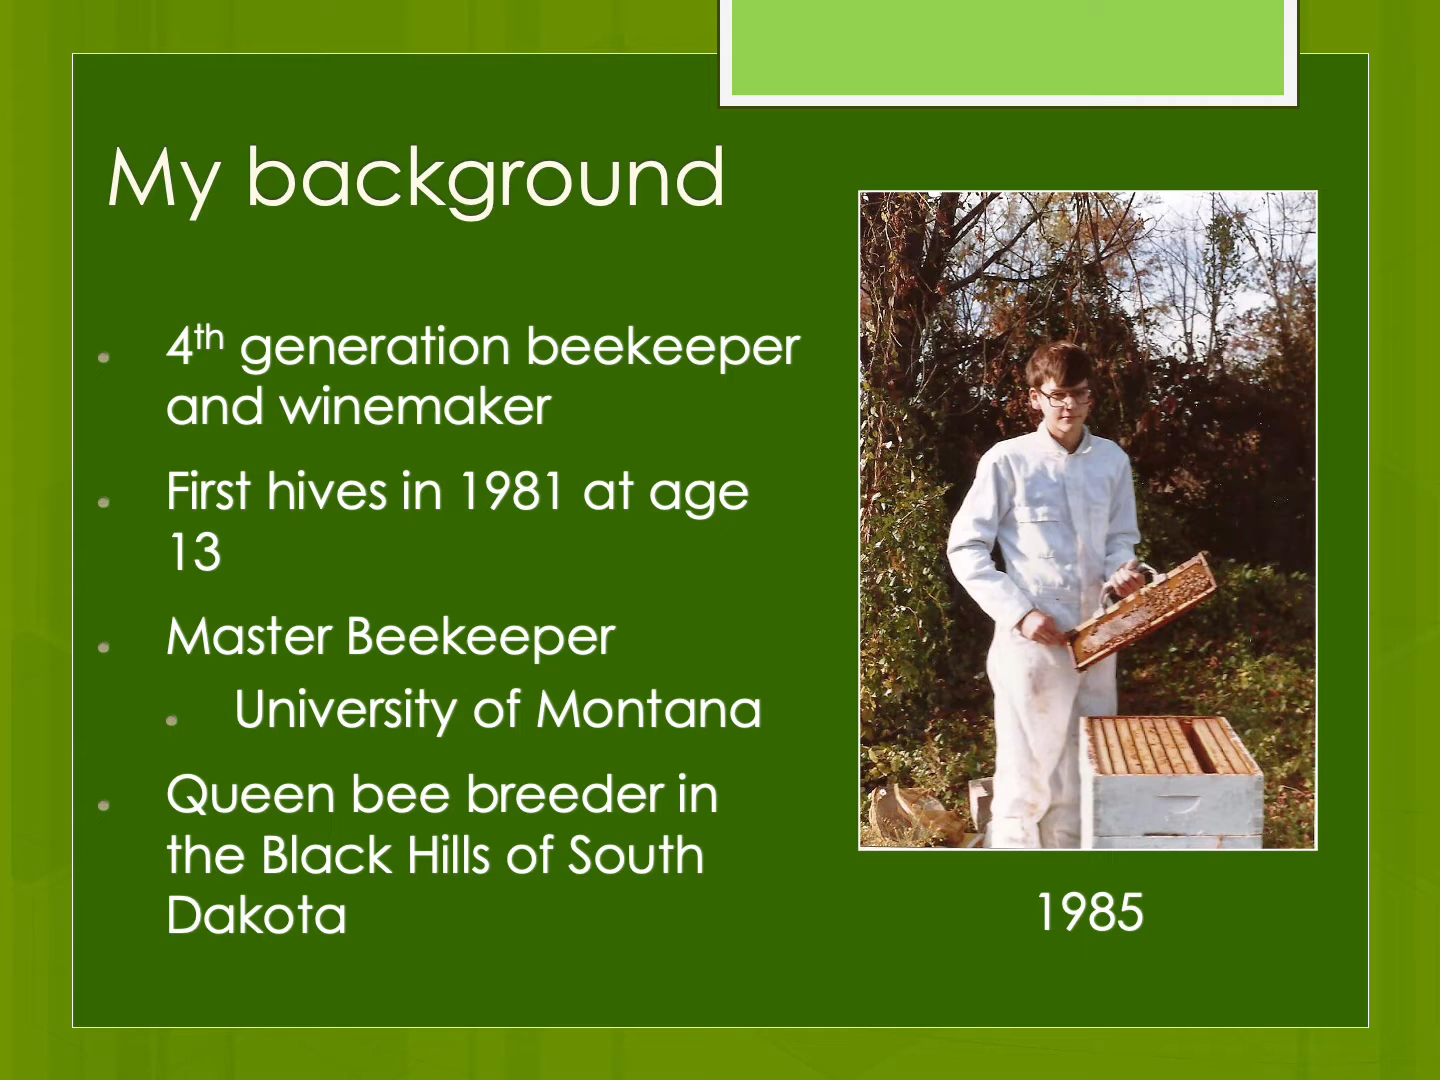 My background
4th generation beekeeper
and winemaker
First hives in 1981 at age
13
Master Beekeeper
University of Montana
Queen bee breeder in
the Black Hills of South
Dakota
1985